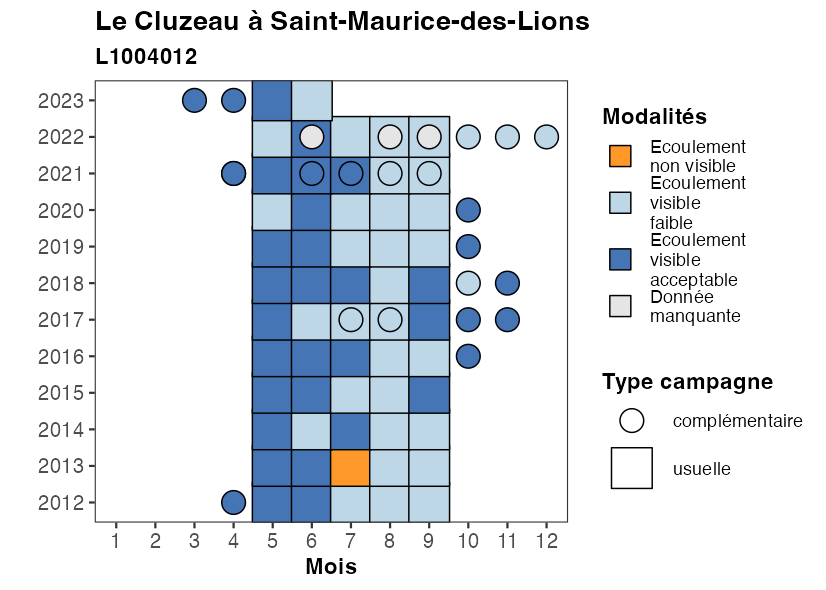 Le Cluzeau à Saint-Maurice-des-Lions
L1004012
2023
2022
2021
2020
2019
2018
2017
2016
2015
2014
2013
2012
1 2 3 4 5 6 7 8 9 10 11 12
Mois
Modalités
Ecoulement
non visible
Ecoulement
visible
faible
Ecoulement
visible
acceptable
Donnée
manquante
Type campagne
complémentaire
usuelle